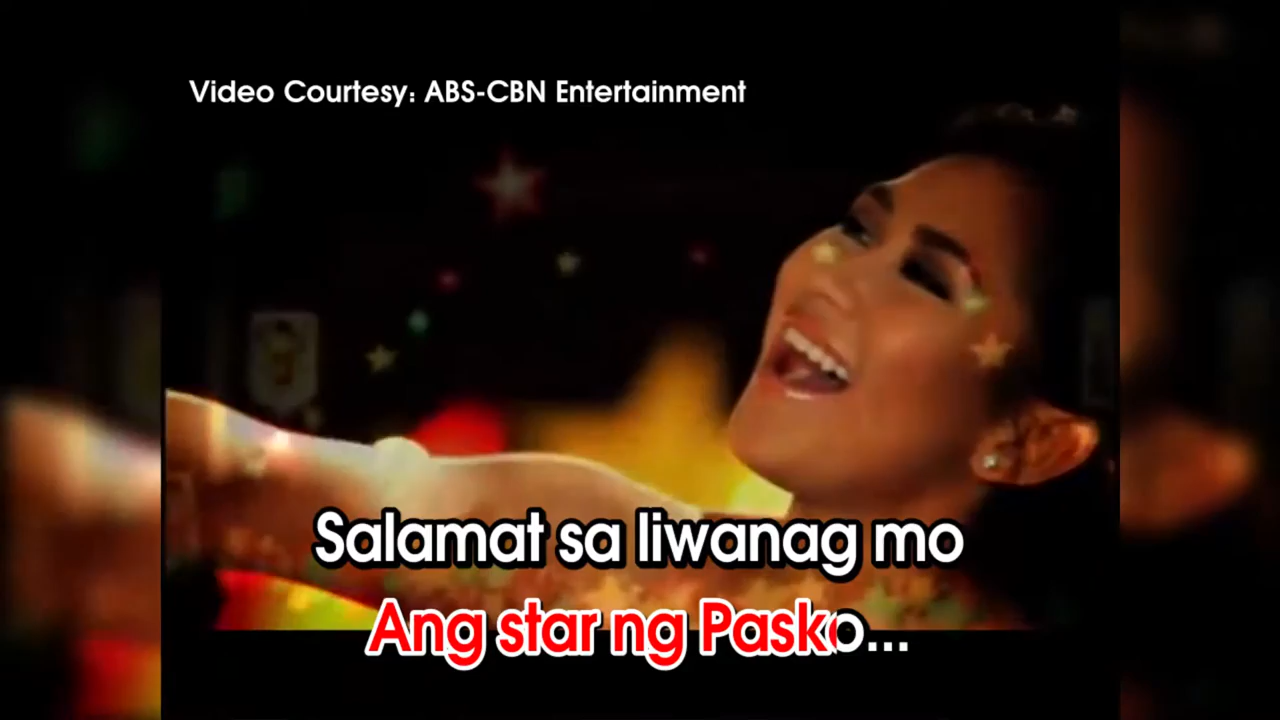 Video Courtesy: ABS-CBN Entertainment
Salamat sa liwanag mo
Ang star ng Pasko...